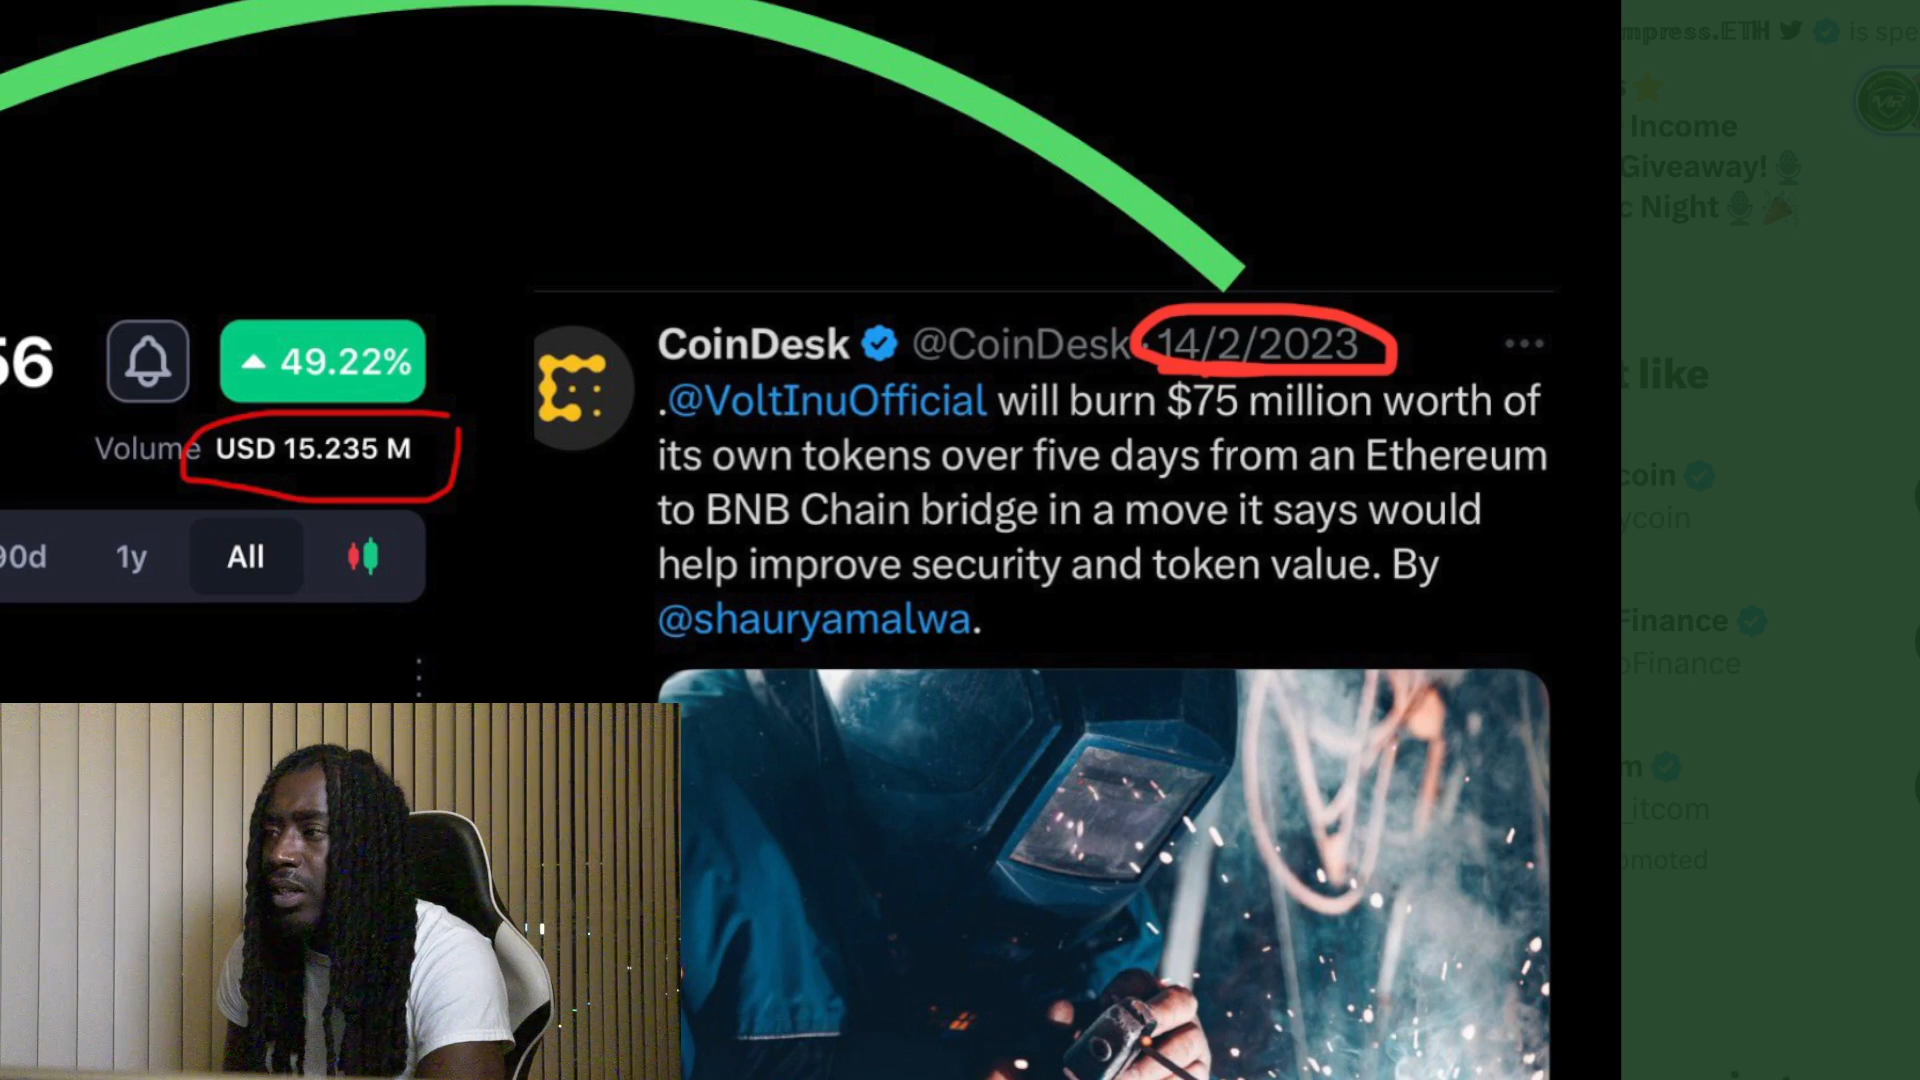 56
49.22%
Volume USD 15.235 M
90d 1y All
CoinDesk @CoinDesk · 14/2/2023
.@VoltInuOfficial will burn $75 million worth of
its own tokens over five days from an Ethereum
to BNB Chain bridge in a move it says would
help improve security and token value. By
@shauryamalwa.
mpress.ETH is spe
Income
Giveaway!
c Night
t like
coin
ycoin
Finance
oFinance
m
_itcom
omoted